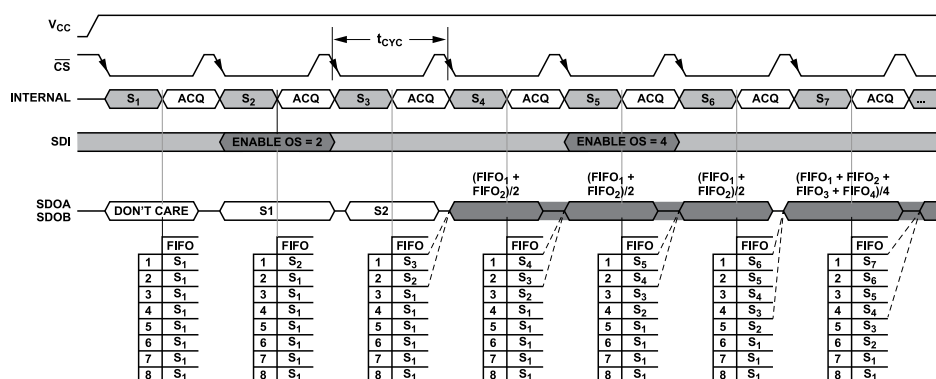 VCC
tCYC
CS
INTERNAL S1 ACQ S2 ACQ S3 ACQ S4 ACQ S5 ACQ S6 ACQ S7 ACQ ...
SDI ENABLE OS = 2 ENABLE OS = 4
(FIFO1 + (FIFO1 + (FIFO1 + (FIFO1 + FIFO2 +
FIFO2)/2 FIFO2)/2 FIFO2)/2 FIFO3 + FIFO4)/4
SDOA
SDOB
DON'T CARE S1 S2
FIFO FIFO FIFO FIFO FIFO FIFO FIFO
1 S1 1 S2 1 S3 1 S4 1 S5 1 S6 1 S7
2 S1 2 S1 2 S2 2 S3 2 S4 2 S5 2 S6
3 S1 3 S1 3 S1 3 S2 3 S3 3 S4 3 S5
4 S1 4 S1 4 S1 4 S1 4 S2 4 S3 4 S4
5 S1 5 S1 5 S1 5 S1 5 S1 5 S2 5 S3
6 S1 6 S1 6 S1 6 S1 6 S1 6 S1 6 S2
7 S1 7 S1 7 S1 7 S1 7 S1 7 S1 7 S1
8 S1 8 S1 8 S1 8 S1 8 S1 8 S1 8 S1